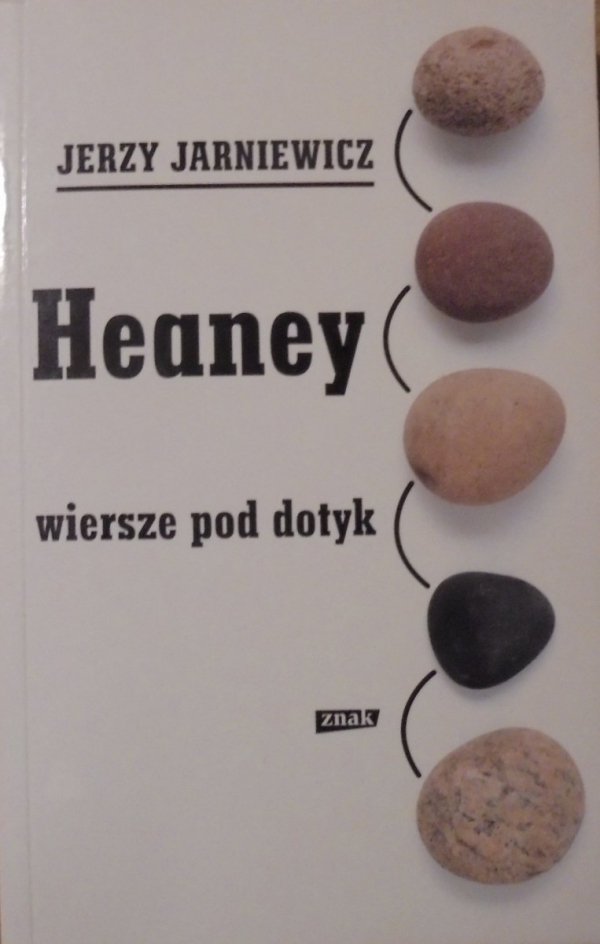 JERZY JARNIEWICZ
Heaney
wiersze pod dotyk
znak